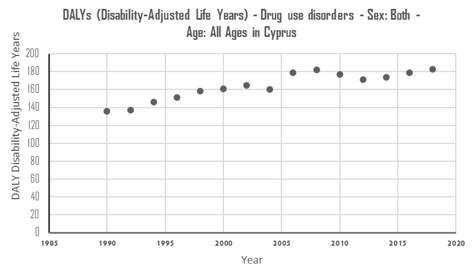 DALYs (Disability-Adjusted Life Years) - Drug use disorders - Sex: Both -
Age: All Ages in Cyprus
DALY Disability-Adjusted Life Years
200
180
160
140
120
100
80
60
40
20
0
1985 1990 1995 2000 2005 2010 2015 2020
Year